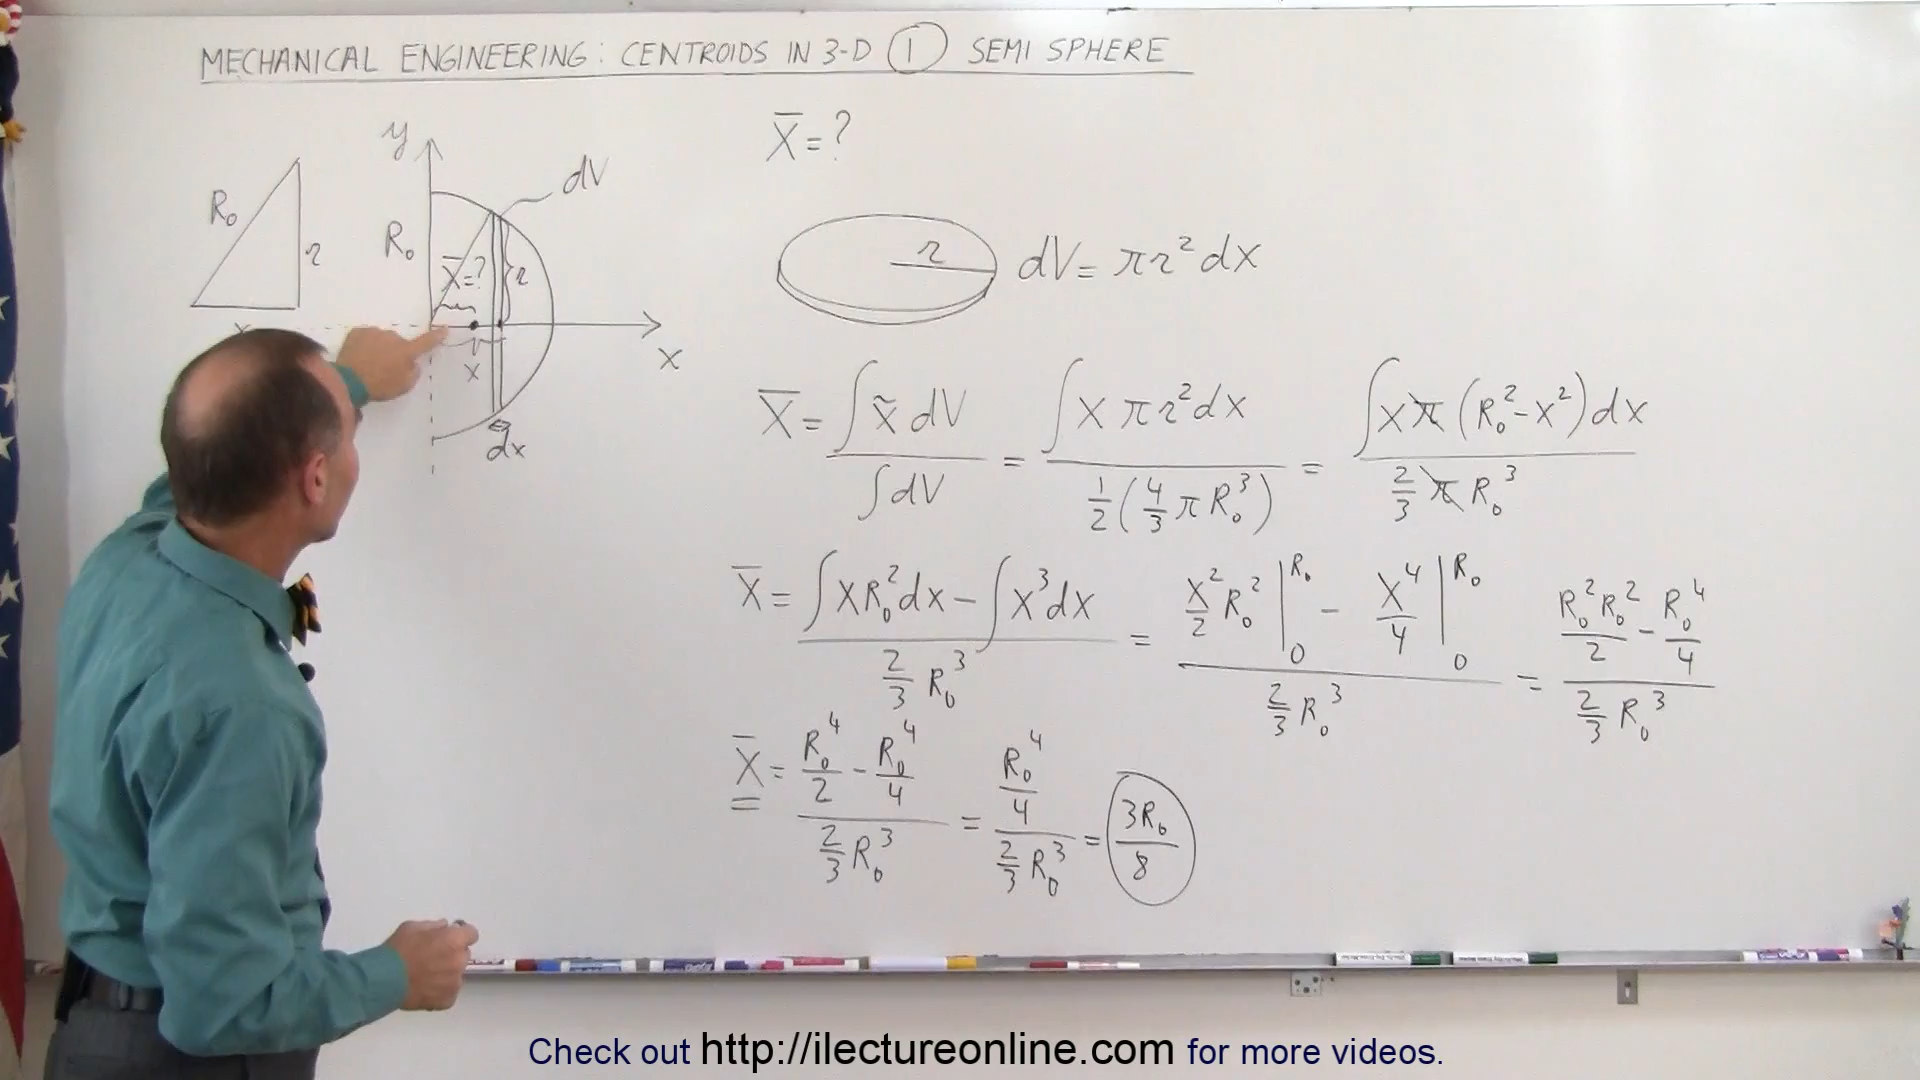 MECHANICAL ENGINEERING: CENTROIDS IN 3-D ① SEMI SPHERE
X̅ = ?
y
dV
R₀
r
x
R₀
X̅=?
r
x
x
dx
r
dV = πr²dx
X̅ = ∫x̃ dV / ∫dV = ∫x πr²dx / ½(4/3 πR₀³) = ∫xπ(R₀²-x²)dx / 2/3 πR₀³
X̅ = (∫xR₀²dx - ∫x³dx) / 2/3 R₀³ = (x²/2 R₀² |₀^R₀ - x⁴/4 |₀^R₀) / 2/3 R₀³ = (R₀²R₀²/2 - R₀⁴/4) / 2/3 R₀³
X̅ = (R₀⁴/2 - R₀⁴/4) / 2/3 R₀³ = R₀⁴/4 / 2/3 R₀³ = 3R₀/8
Check out http://ilectureonline.com for more videos.